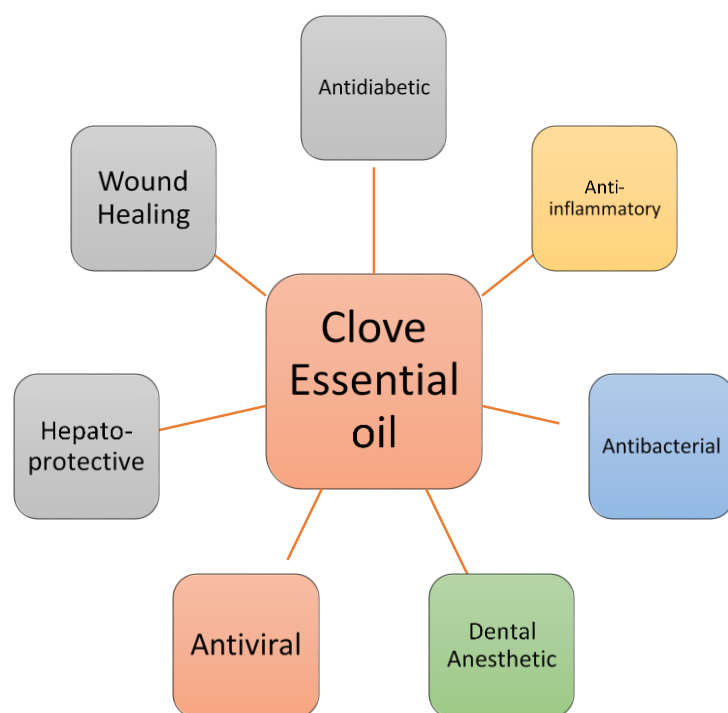 Antidiabetic
Wound
Healing
Anti-
inflammatory
Clove
Essential
oil
Hepato-
protective
Antibacterial
Antiviral
Dental
Anesthetic